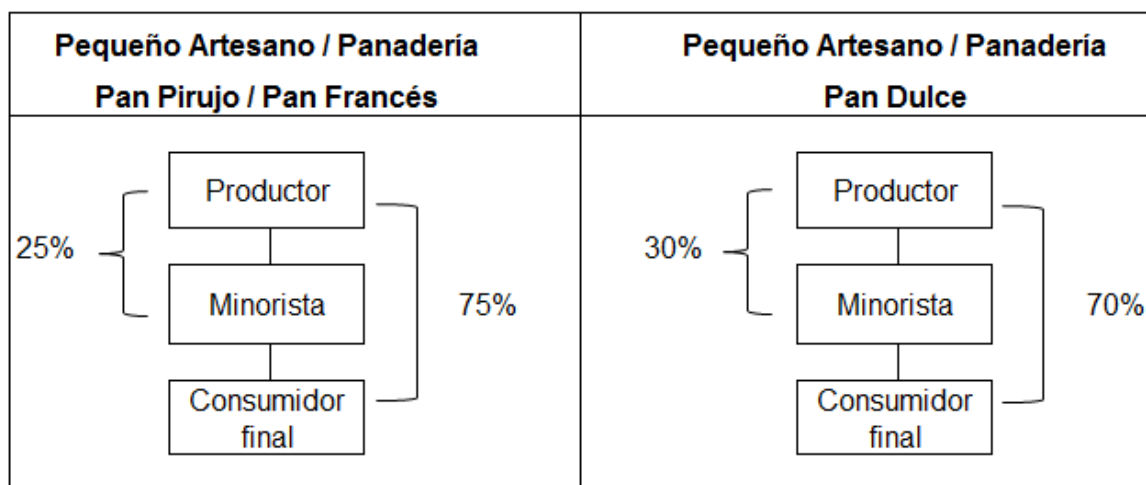 Pequeño Artesano / Panadería
Pan Pirujo / Pan Francés
Pequeño Artesano / Panadería
Pan Dulce
Productor
25%
Minorista
75%
Consumidor
final
Productor
30%
Minorista
70%
Consumidor
final